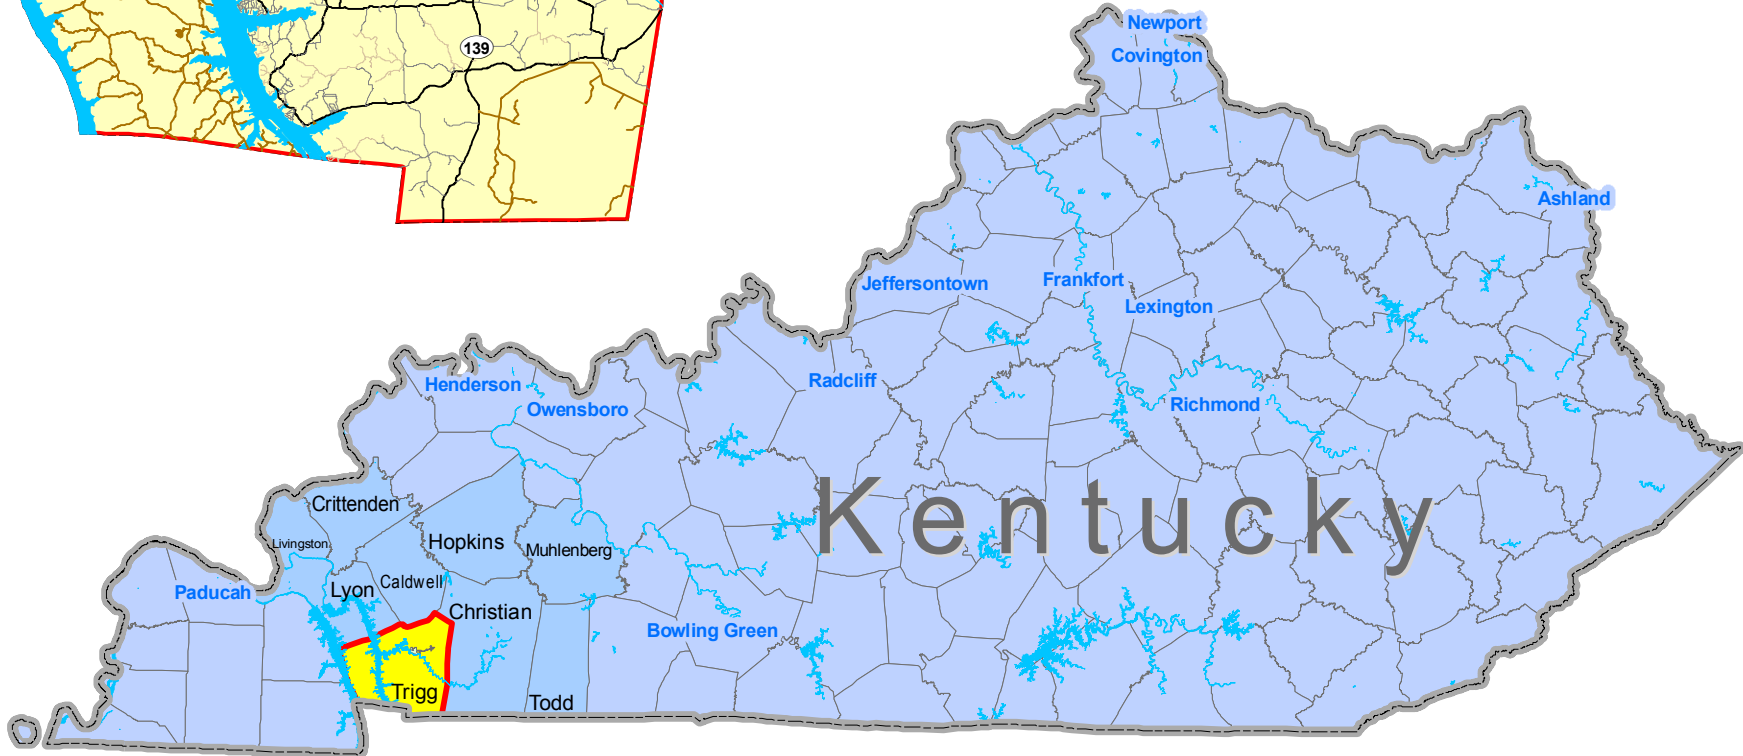 139
Newport
Covington
Ashland
Jeffersontown
Frankfort
Lexington
Henderson
Owensboro
Radcliff
Richmond
Kentucky
Crittenden
Livingston
Hopkins
Muhlenberg
Lyon
Caldwell
Paducah
Christian
Bowling Green
Trigg
Todd